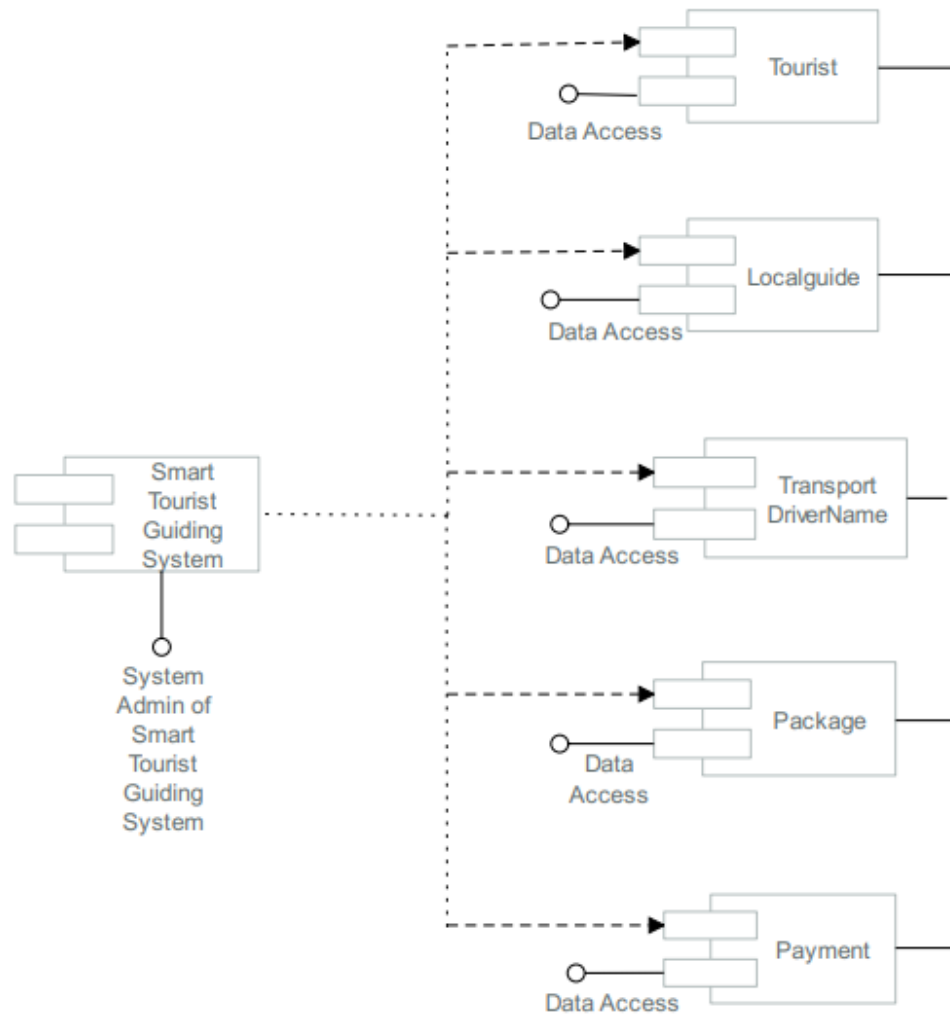 Tourist
Data Access
Localguide
Data Access
Smart
Tourist
Guiding
System
System
Admin of
Smart
Tourist
Guiding
System
Transport
DriverName
Data Access
Package
Data
Access
Payment
Data Access